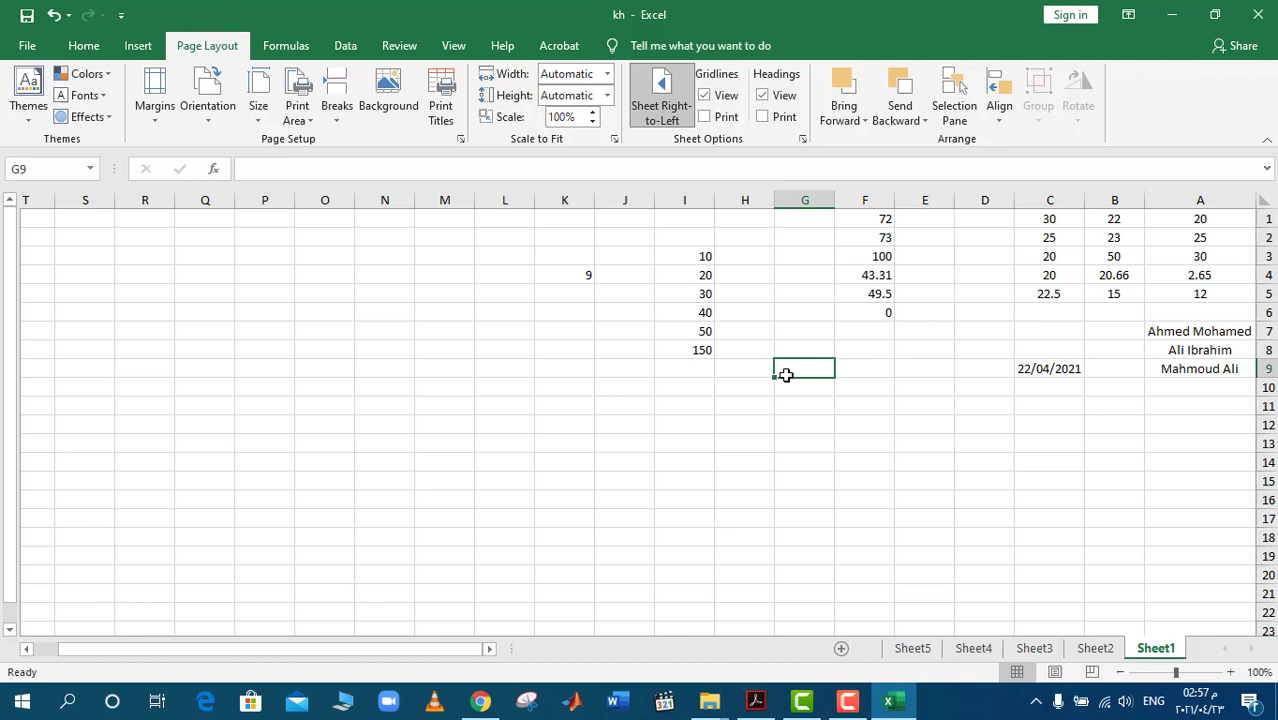 kh - Excel
Sign in
File Home Insert Page Layout Formulas Data Review View Help Acrobat Tell me what you want to do Share
Themes Colors Fonts Effects
Margins Orientation Size Print Area Breaks Background Print Titles
Width: Automatic
Height: Automatic
Scale: 100%
Sheet Right-to-Left
Gridlines View Print
Headings View Print
Bring Forward Send Backward Selection Pane Align Group Rotate
Themes Page Setup Scale to Fit Sheet Options Arrange
G9 fx
T S R Q P O N M L K J I H G F E D C B A
72 30 22 20 1
73 25 23 25 2
10 100 20 50 30 3
9 20 43.31 20 20.66 2.65 4
30 49.5 22.5 15 12 5
40 0 6
50 Ahmed Mohamed 7
150 Ali Ibrahim 8
22/04/2021 Mahmoud Ali 9
10
11
12
13
14
15
16
17
18
19
20
21
22
23
Sheet5 Sheet4 Sheet3 Sheet2 Sheet1
Ready 100%
321
ENG
02:57 م
٢٠٢١/٠٤/٢٣